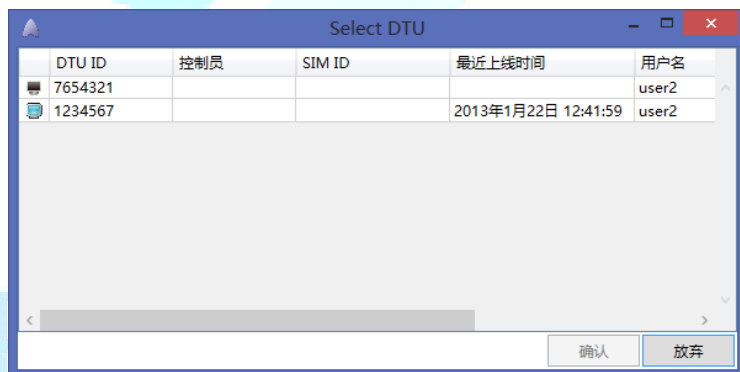 Select DTU
DTU ID 控制员 SIM ID 最近上线时间 用户名
7654321 user2
1234567 2013年1月22日 12:41:59 user2
确认 放弃